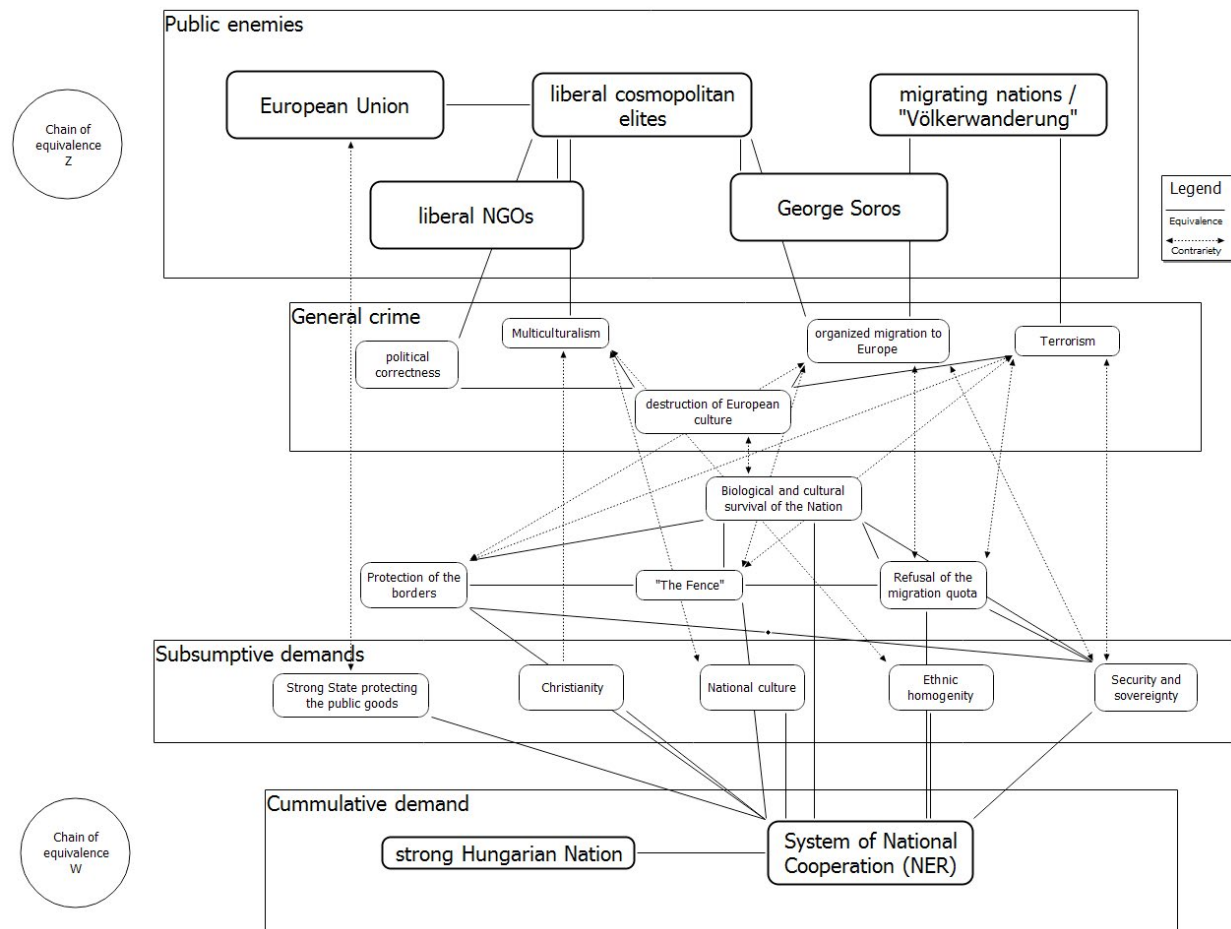 Public enemies
European Union
liberal cosmopolitan
elites
migrating nations /
"Völkerwanderung"
Chain of
equivalence
Z
liberal NGOs
George Soros
Legend
Equivalence
Contrariety
General crime
Multiculturalism
organized migration to
Europe
Terrorism
political
correctness
destruction of European
culture
Biological and cultural
survival of the Nation
Protection of the
borders
"The Fence"
Refusal of the
migration quota
Subsumptive demands
Strong State protecting
the public goods
Christianity
National culture
Ethnic
homogenity
Security and
sovereignty
Cummulative demand
Chain of
equivalence
W
strong Hungarian Nation
System of National
Cooperation (NER)